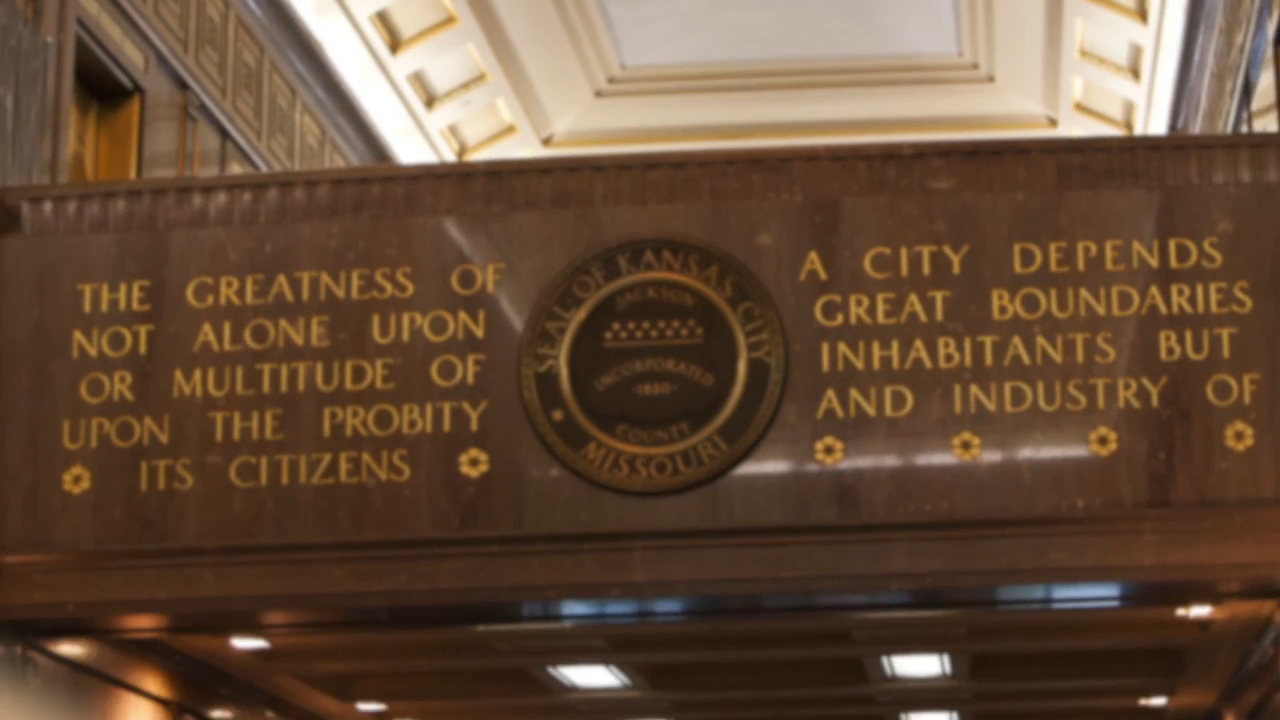 THE GREATNESS OF
NOT ALONE UPON
OR MULTITUDE OF
UPON THE PROBITY
ITS CITIZENS
SEAL OF KANSAS CITY
JACKSON
INCORPORATED
COUNTY
MISSOURI
A CITY DEPENDS
GREAT BOUNDARIES
INHABITANTS BUT
AND INDUSTRY OF